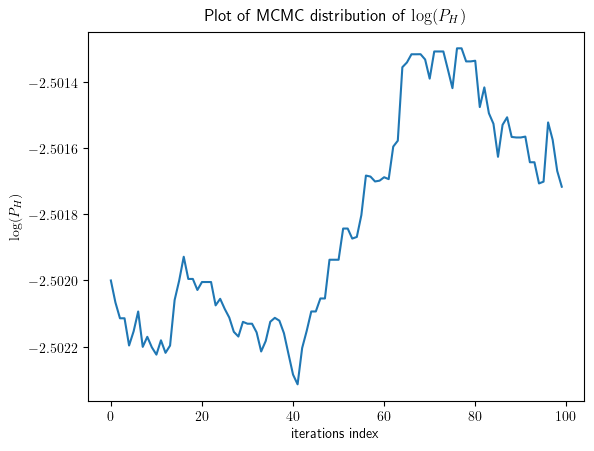 Plot of MCMC distribution of log(P_H)
log(P_H)
−2.5014
−2.5016
−2.5018
−2.5020
−2.5022
0 20 40 60 80 100
iterations index